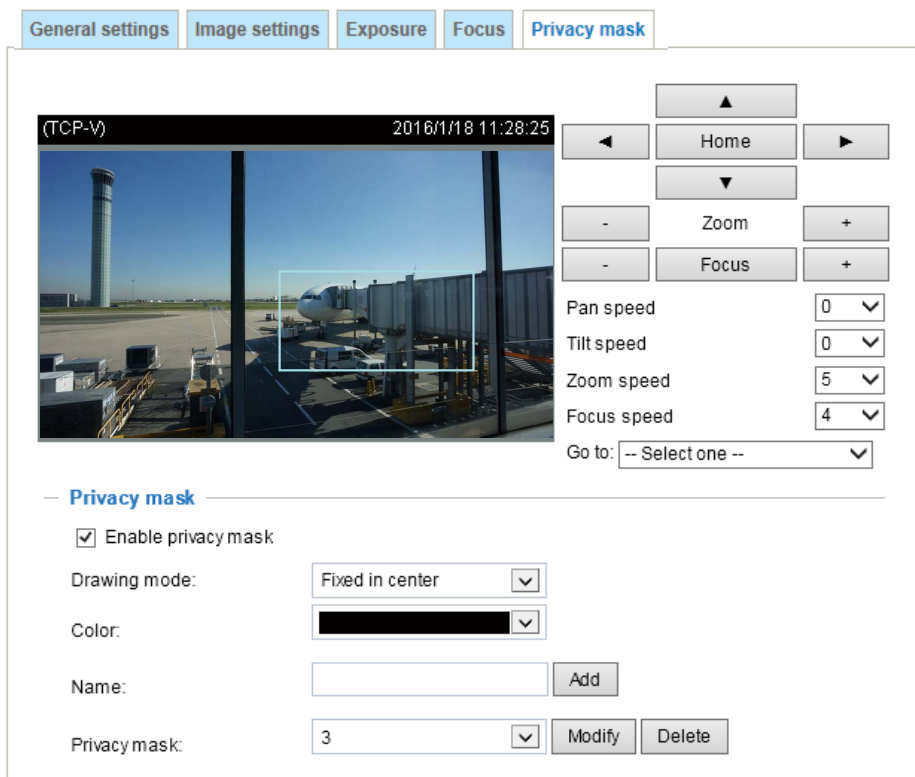 General settings Image settings Exposure Focus Privacy mask
(TCP-V) 2016/1/18 11:28:25
Home
- Zoom +
- Focus +
Pan speed 0
Tilt speed 0
Zoom speed 5
Focus speed 4
Go to: -- Select one --
Privacy mask
Enable privacy mask
Drawing mode: Fixed in center
Color:
Name: Add
Privacy mask: 3 Modify Delete